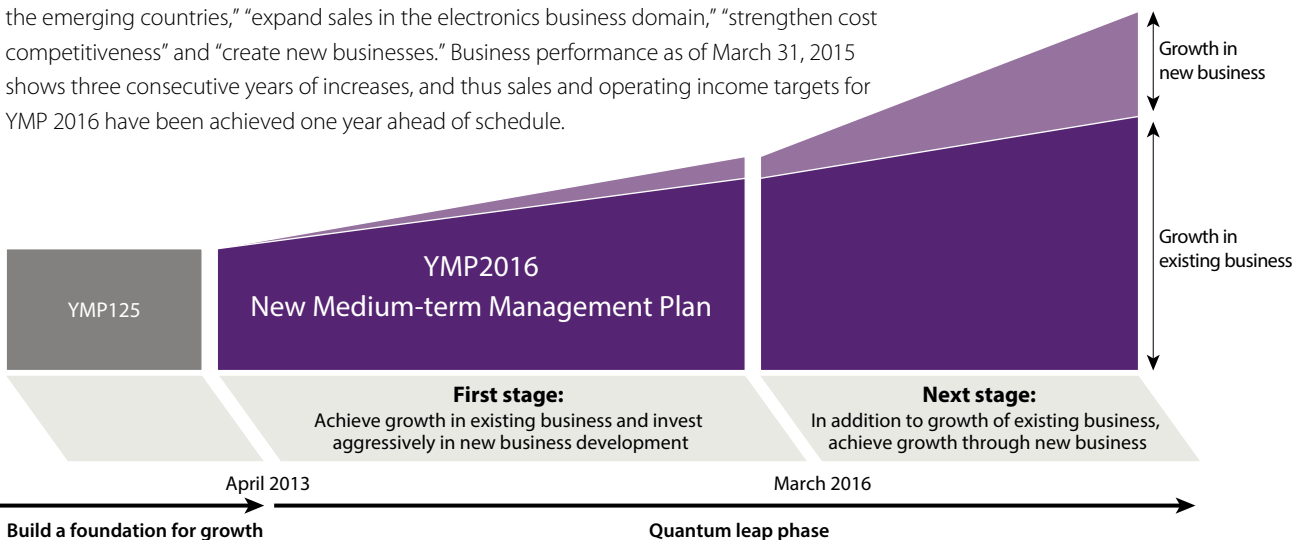 the emerging countries,” “expand sales in the electronics business domain,” “strengthen cost
competitiveness” and “create new businesses.” Business performance as of March 31, 2015
shows three consecutive years of increases, and thus sales and operating income targets for
YMP 2016 have been achieved one year ahead of schedule.
Growth in
new business
Growth in
existing business
YMP125
YMP2016
New Medium-term Management Plan
First stage:
Achieve growth in existing business and invest
aggressively in new business development
Next stage:
In addition to growth of existing business,
achieve growth through new business
April 2013
March 2016
Build a foundation for growth
Quantum leap phase